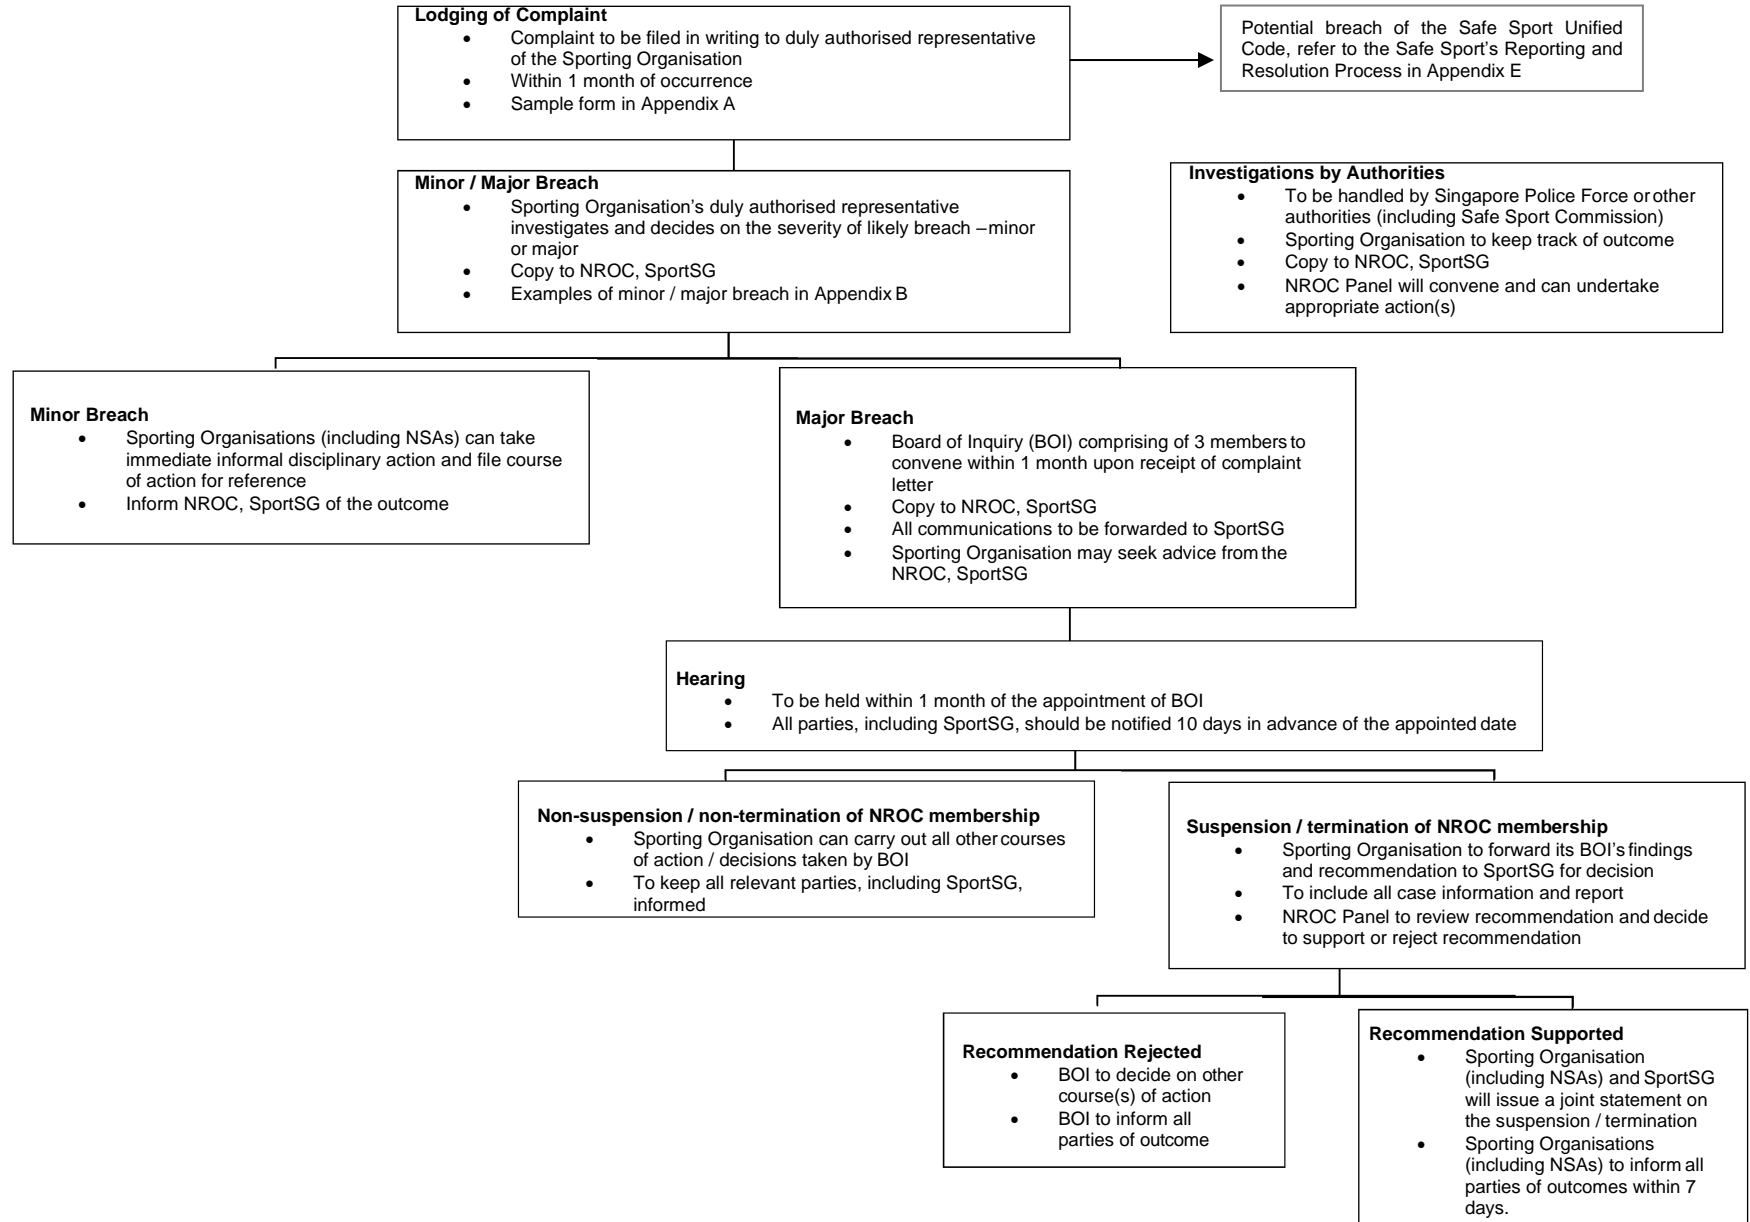 Lodging of Complaint
• Complaint to be filed in writing to duly authorised representative
of the Sporting Organisation
• Within 1 month of occurrence
• Sample form in Appendix A
Potential breach of the Safe Sport Unified
Code, refer to the Safe Sport's Reporting and
Resolution Process in Appendix E
Minor / Major Breach
• Sporting Organisation's duly authorised representative
investigates and decides on the severity of likely breach – minor
or major
• Copy to NROC, SportSG
• Examples of minor / major breach in Appendix B
Investigations by Authorities
• To be handled by Singapore Police Force or other
authorities (including Safe Sport Commission)
• Sporting Organisation to keep track of outcome
• Copy to NROC, SportSG
• NROC Panel will convene and can undertake
appropriate action(s)
Minor Breach
• Sporting Organisations (including NSAs) can take
immediate informal disciplinary action and file course
of action for reference
• Inform NROC, SportSG of the outcome
Major Breach
• Board of Inquiry (BOI) comprising of 3 members to
convene within 1 month upon receipt of complaint
letter
• Copy to NROC, SportSG
• All communications to be forwarded to SportSG
• Sporting Organisation may seek advice from the
NROC, SportSG
Hearing
• To be held within 1 month of the appointment of BOI
• All parties, including SportSG, should be notified 10 days in advance of the appointed date
Non-suspension / non-termination of NROC membership
• Sporting Organisation can carry out all other courses
of action / decisions taken by BOI
• To keep all relevant parties, including SportSG,
informed
Suspension / termination of NROC membership
• Sporting Organisation to forward its BOI's findings
and recommendation to SportSG for decision
• To include all case information and report
• NROC Panel to review recommendation and decide
to support or reject recommendation
Recommendation Rejected
• BOI to decide on other
course(s) of action
• BOI to inform all
parties of outcome
Recommendation Supported
• Sporting Organisation
(including NSAs) and SportSG
will issue a joint statement on
the suspension / termination
• Sporting Organisations
(including NSAs) to inform all
parties of outcomes within 7
days.